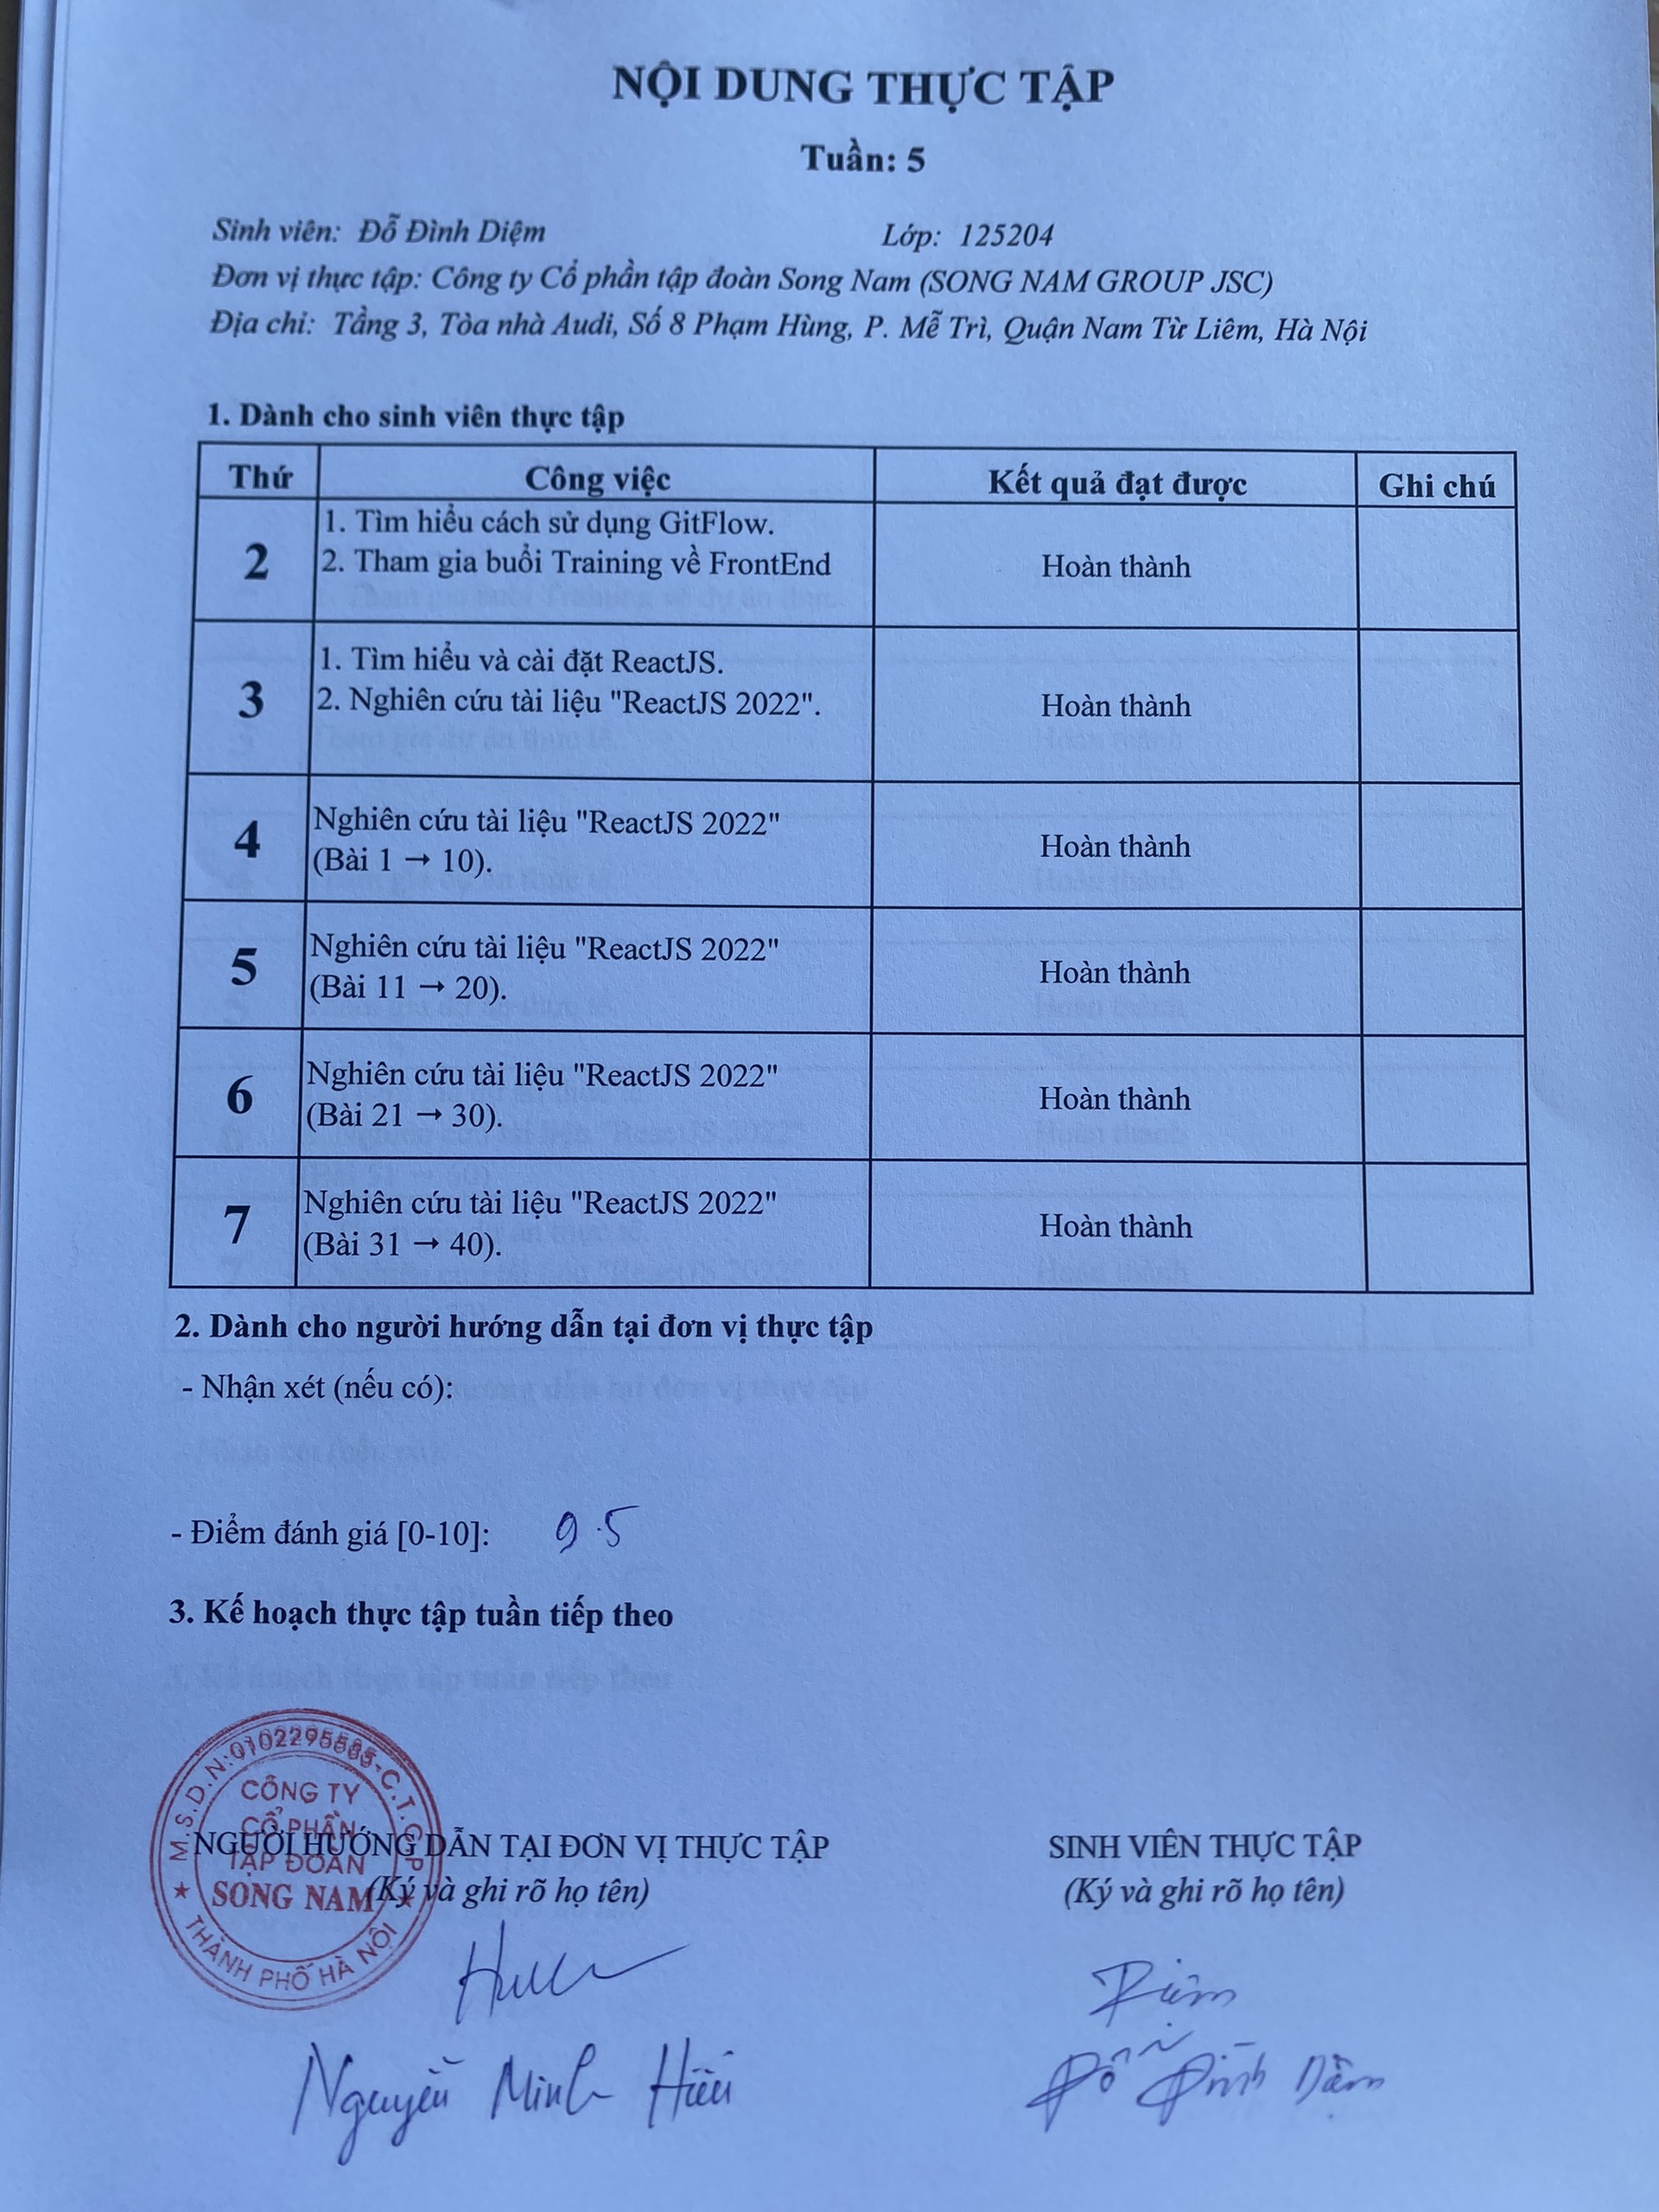 NỘI DUNG THỰC TẬP
Tuần: 5
Sinh viên: Đỗ Đình Diệm Lớp: 125204
Đơn vị thực tập: Công ty Cổ phần tập đoàn Song Nam (SONG NAM GROUP JSC)
Địa chỉ: Tầng 3, Tòa nhà Audi, Số 8 Phạm Hùng, P. Mễ Trì, Quận Nam Từ Liêm, Hà Nội
1. Dành cho sinh viên thực tập
Thứ Công việc Kết quả đạt được Ghi chú
1. Tìm hiểu cách sử dụng GitFlow.
2 2. Tham gia buổi Training về FrontEnd Hoàn thành
1. Tìm hiểu và cài đặt ReactJS.
3 2. Nghiên cứu tài liệu "ReactJS 2022". Hoàn thành
4 Nghiên cứu tài liệu "ReactJS 2022" Hoàn thành
(Bài 1 → 10).
5 Nghiên cứu tài liệu "ReactJS 2022" Hoàn thành
(Bài 11 → 20).
6 Nghiên cứu tài liệu "ReactJS 2022" Hoàn thành
(Bài 21 → 30).
7 Nghiên cứu tài liệu "ReactJS 2022" Hoàn thành
(Bài 31 → 40).
2. Dành cho người hướng dẫn tại đơn vị thực tập
- Nhận xét (nếu có):
- Điểm đánh giá [0-10]: 9.5
3. Kế hoạch thực tập tuần tiếp theo
CÔNG TY
CỔ PHẦN
TẬP ĐOÀN
SONG NAM
THÀNH PHỐ HÀ NỘI
NGƯỜI HƯỚNG DẪN TẠI ĐƠN VỊ THỰC TẬP SINH VIÊN THỰC TẬP
(Ký và ghi rõ họ tên) (Ký và ghi rõ họ tên)
Diệm
Nguyễn Minh Hiếu Đỗ Đình Diệm